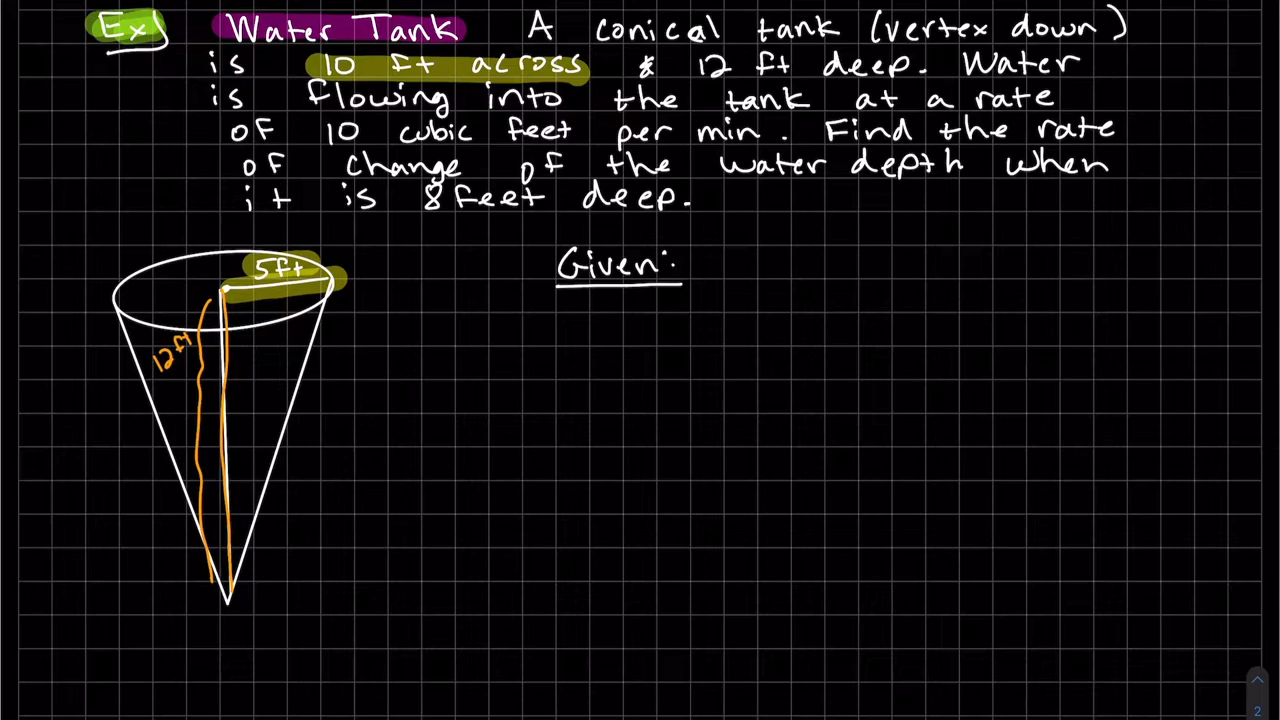 Ex) Water Tank A conical tank (vertex down)
is 10 ft across & 12 ft deep. Water
is flowing into the tank at a rate
of 10 cubic feet per min. Find the rate
of change of the water depth when
it is 8 feet deep.
5ft
Given:
12ft
2